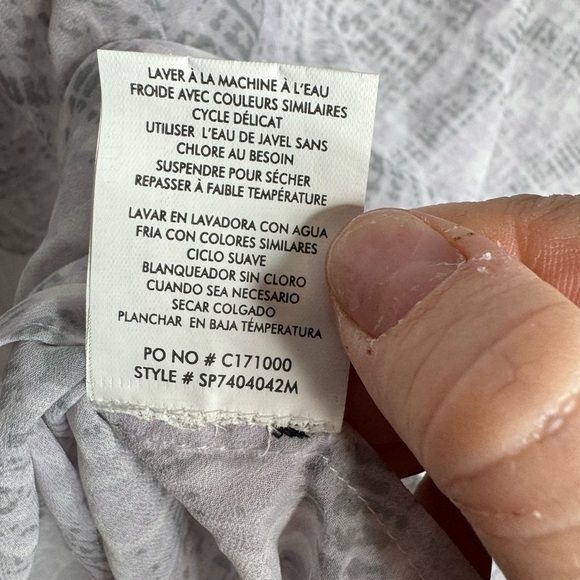 LAVER À LA MACHINE À L'EAU
FROIDE AVEC COULEURS SIMILAIRES
CYCLE DÉLICAT
UTILISER L'EAU DE JAVEL SANS
CHLORE AU BESOIN
SUSPENDRE POUR SÉCHER
REPASSER À FAIBLE TEMPÉRATURE
LAVAR EN LAVADORA CON AGUA
FRIA CON COLORES SIMILARES
CICLO SUAVE
BLANQUEADOR SIN CLORO
CUANDO SEA NECESARIO
SECAR COLGADO
PLANCHAR EN BAJA TÉMPERATURA
PO NO # C171000
STYLE # SP7404042M